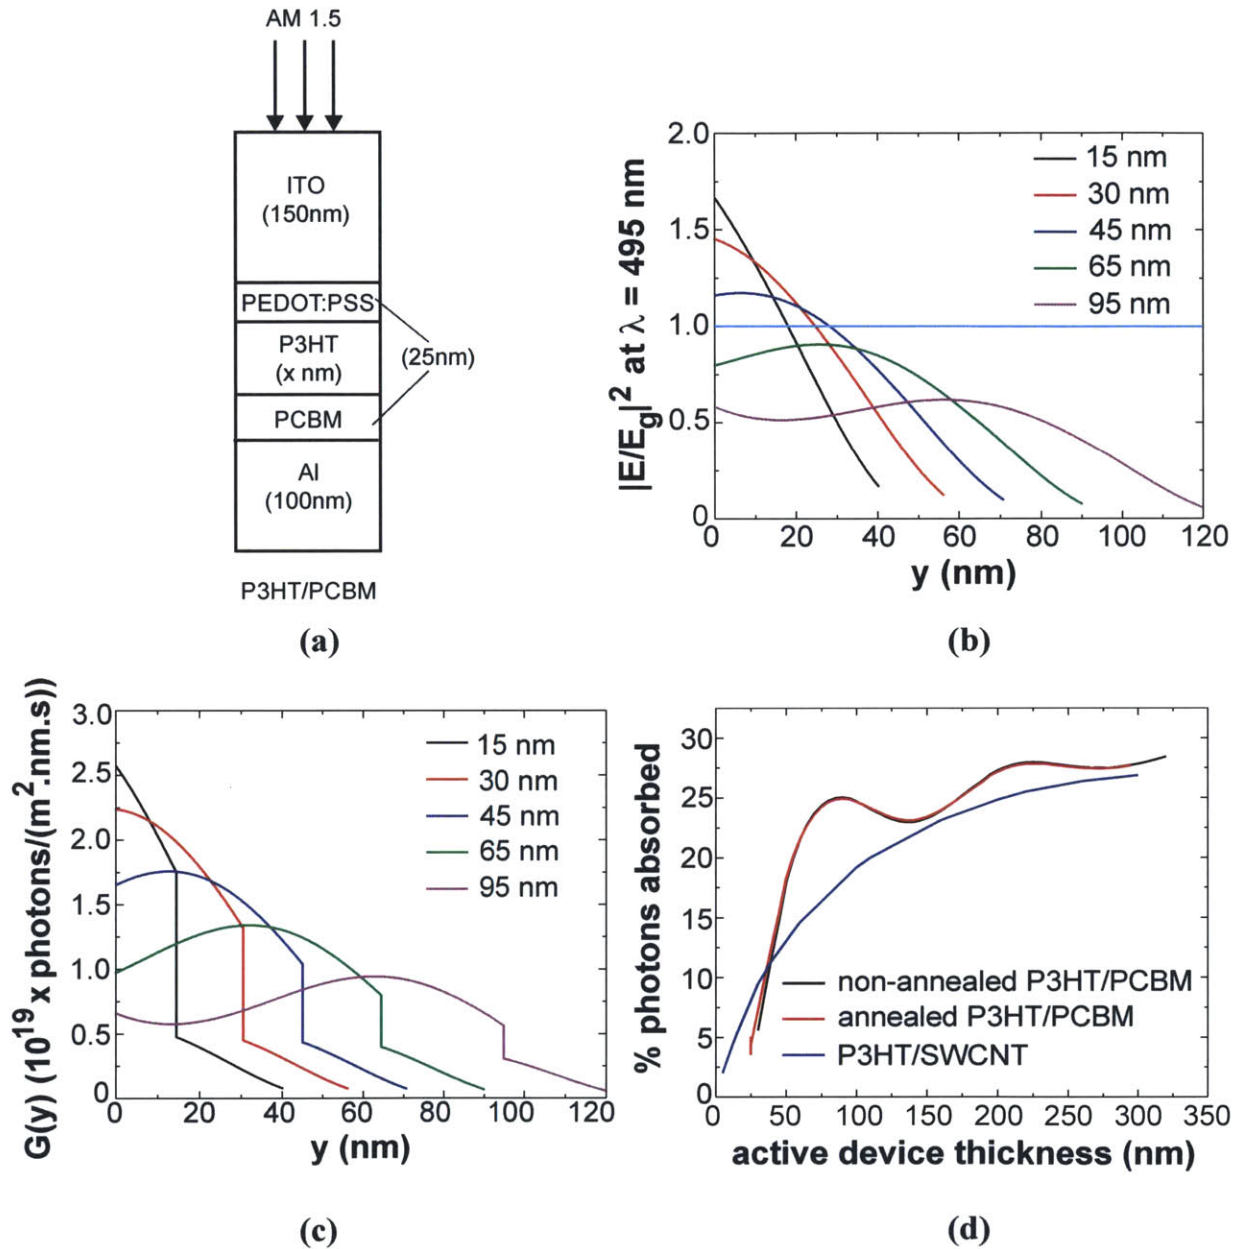 AM 1.5
ITO
(150nm)
PEDOT:PSS
P3HT
(x nm)
(25nm)
PCBM
Al
(100nm)
P3HT/PCBM
(a)
|E/Eg|² at λ = 495 nm
2.0
1.5
1.0
0.5
0
0 20 40 60 80 100 120
y (nm)
15 nm
30 nm
45 nm
65 nm
95 nm
(b)
G(y) (10¹⁹ x photons/(m².nm.s))
3.0
2.5
2.0
1.5
1.0
0.5
0
0 20 40 60 80 100 120
y (nm)
15 nm
30 nm
45 nm
65 nm
95 nm
(c)
% photons absorbed
30
25
20
15
10
5
0
0 50 100 150 200 250 300 350
active device thickness (nm)
non-annealed P3HT/PCBM
annealed P3HT/PCBM
P3HT/SWCNT
(d)